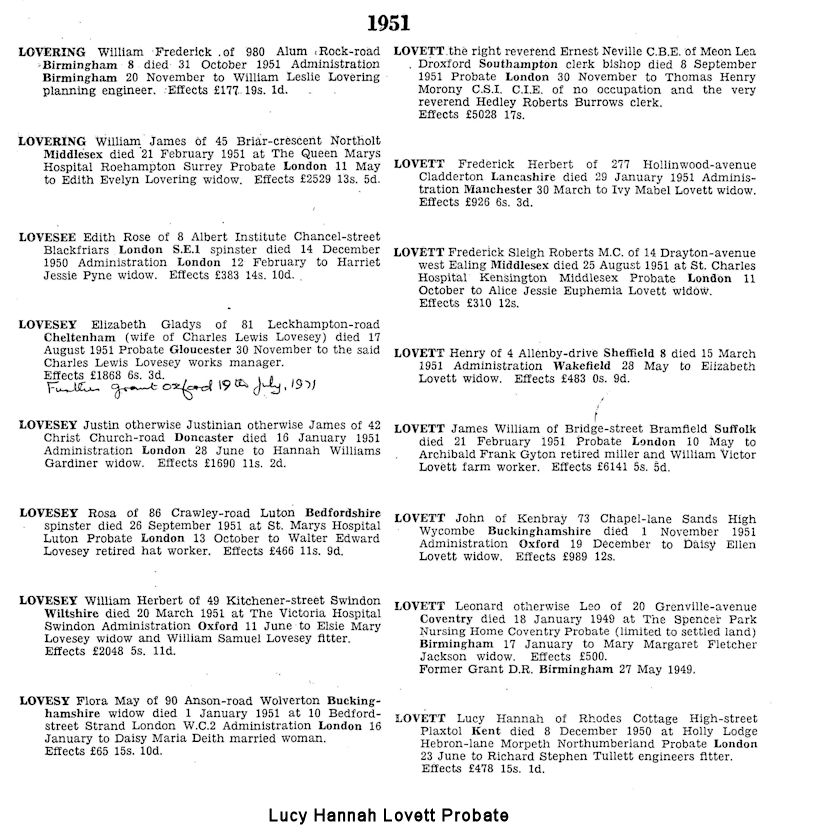 1951
LOVERING William Frederick of 980 Alum Rock-road
Birmingham 8 died 31 October 1951 Administration
Birmingham 20 November to William Leslie Lovering
planning engineer. Effects £177 19s. 1d.
LOVERING William James of 45 Briar-crescent Northolt
Middlesex died 21 February 1951 at The Queen Marys
Hospital Roehampton Surrey Probate London 11 May
to Edith Evelyn Lovering widow. Effects £2529 13s. 5d.
LOVESEE Edith Rose of 8 Albert Institute Chancel-street
Blackfriars London S.E.1 spinster died 14 December
1950 Administration London 12 February to Harriet
Jessie Pyne widow. Effects £383 14s. 10d.
LOVESEY Elizabeth Gladys of 81 Leckhampton-road
Cheltenham (wife of Charles Lewis Lovesey) died 17
August 1951 Probate Gloucester 30 November to the said
Charles Lewis Lovesey works manager.
Effects £1868 6s. 3d.
Further grant Oxford 19th July, 1971
LOVESEY Justin otherwise Justinian otherwise James of 42
Christ Church-road Doncaster died 16 January 1951
Administration London 28 June to Hannah Williams
Gardiner widow. Effects £1690 11s. 2d.
LOVESEY Rosa of 86 Crawley-road Luton Bedfordshire
spinster died 26 September 1951 at St. Marys Hospital
Luton Probate London 13 October to Walter Edward
Lovesey retired hat worker. Effects £466 11s. 9d.
LOVESEY William Herbert of 49 Kitchener-street Swindon
Wiltshire died 20 March 1951 at The Victoria Hospital
Swindon Administration Oxford 11 June to Elsie Mary
Lovesey widow and William Samuel Lovesey fitter.
Effects £2048 5s. 11d.
LOVESY Flora May of 90 Anson-road Wolverton Bucking-
hamshire widow died 1 January 1951 at 10 Bedford-
street Strand London W.C.2 Administration London 16
January to Daisy Maria Deith married woman.
Effects £65 15s. 10d.
LOVETT the right reverend Ernest Neville C.B.E. of Meon Lea
Droxford Southampton clerk bishop died 8 September
1951 Probate London 30 November to Thomas Henry
Morony C.S.I. C.I.E. of no occupation and the very
reverend Hedley Roberts Burrows clerk.
Effects £5028 17s.
LOVETT Frederick Herbert of 277 Hollinwood-avenue
Cladderton Lancashire died 29 January 1951 Adminis-
tration Manchester 30 March to Ivy Mabel Lovett widow.
Effects £926 6s. 3d.
LOVETT Frederick Sleigh Roberts M.C. of 14 Drayton-avenue
west Ealing Middlesex died 25 August 1951 at St. Charles
Hospital Kensington Middlesex Probate London 11
October to Alice Jessie Euphemia Lovett widow.
Effects £310 12s.
LOVETT Henry of 4 Allenby-drive Sheffield 8 died 15 March
1951 Administration Wakefield 28 May to Elizabeth
Lovett widow. Effects £483 0s. 9d.
LOVETT James William of Bridge-street Bramfield Suffolk
died 21 February 1951 Probate London 10 May to
Archibald Frank Gyton retired miller and William Victor
Lovett farm worker. Effects £6141 5s. 5d.
LOVETT John of Kenbray 73 Chapel-lane Sands High
Wycombe Buckinghamshire died 1 November 1951
Administration Oxford 19 December to Daisy Ellen
Lovett widow. Effects £989 12s.
LOVETT Leonard otherwise Leo of 20 Grenville-avenue
Coventry died 18 January 1949 at The Spencer Park
Nursing Home Coventry Probate (limited to settled land)
Birmingham 17 January to Mary Margaret Fletcher
Jackson widow. Effects £500.
Former Grant D.R. Birmingham 27 May 1949.
LOVETT Lucy Hannah of Rhodes Cottage High-street
Plaxtol Kent died 8 December 1950 at Holly Lodge
Hebron-lane Morpeth Northumberland Probate London
23 June to Richard Stephen Tullett engineers fitter.
Effects £478 15s. 1d.
Lucy Hannah Lovett Probate